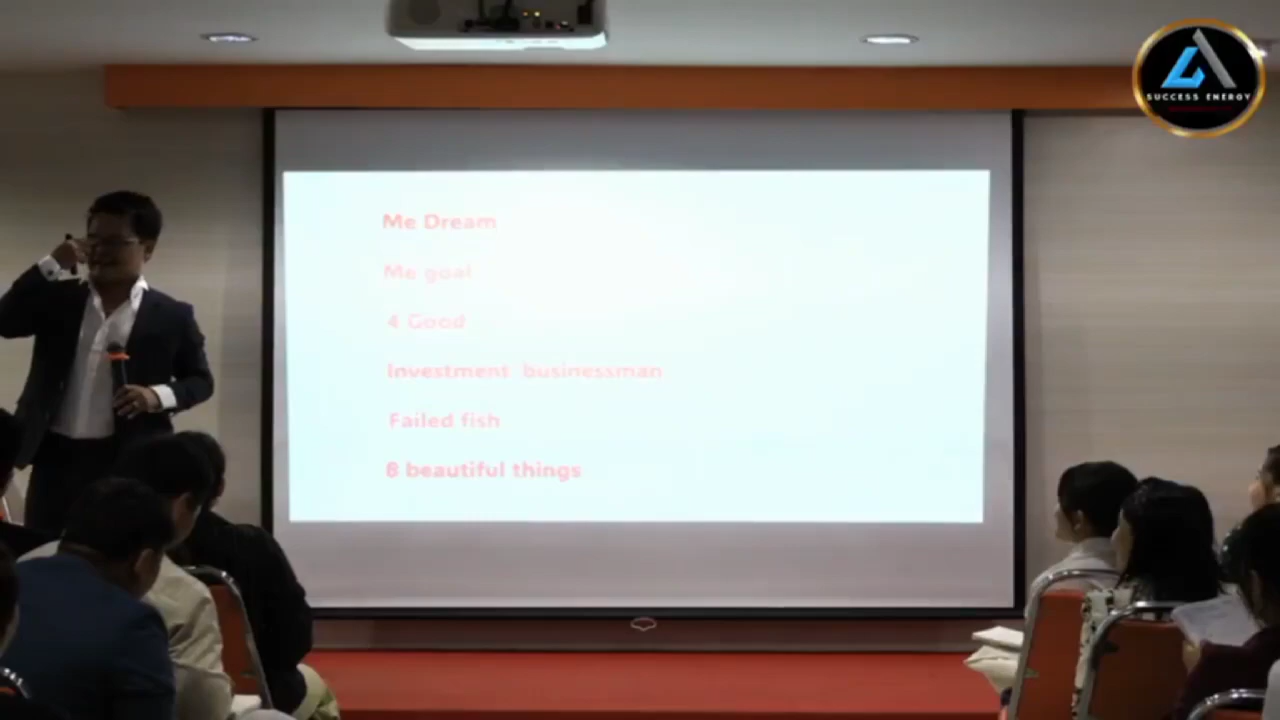 SUCCESS ENERGY
Me Dream
Me goal
4 Good
Investment businessman
Failed fish
8 beautiful things